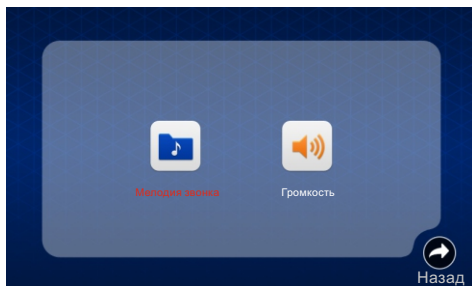 Мелодия звонка
Громкость
Назад